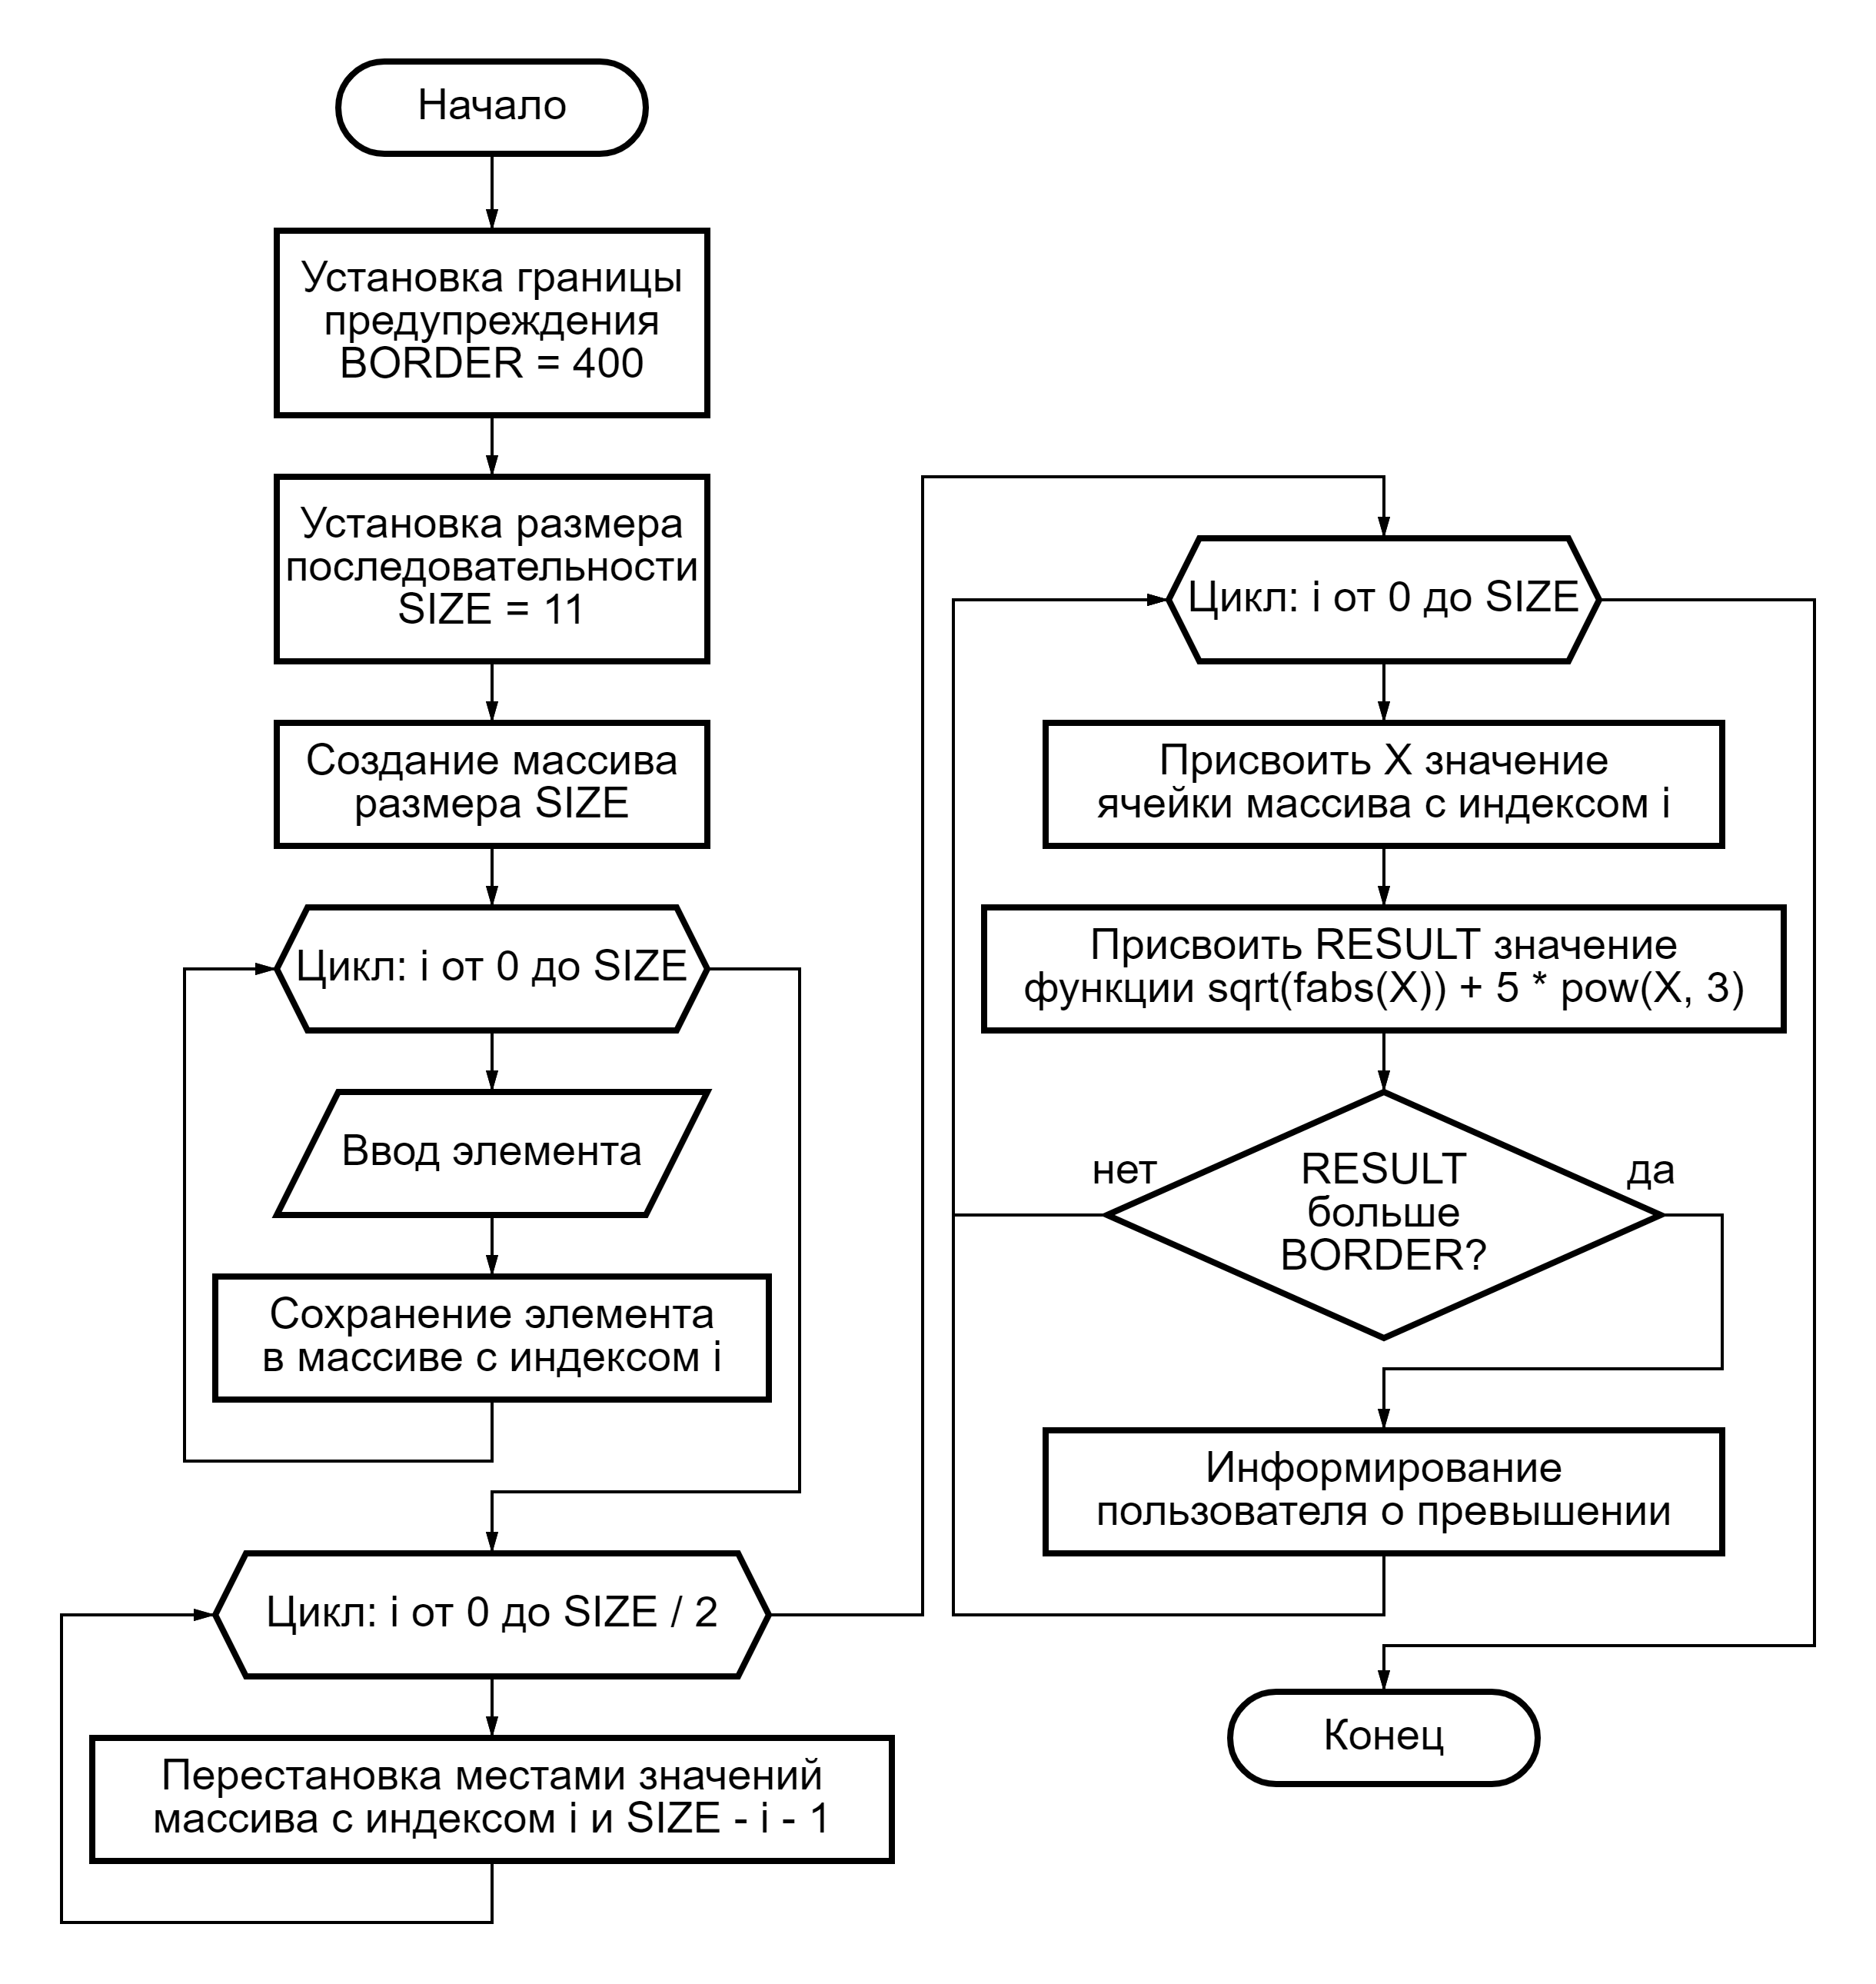 Начало
Установка границы
предупреждения
BORDER = 400
Установка размера
последовательности
SIZE = 11
Создание массива
размера SIZE
Цикл: i от 0 до SIZE
Ввод элемента
Сохранение элемента
в массиве с индексом i
Цикл: i от 0 до SIZE / 2
Перестановка местами значений
массива с индексом i и SIZE - i - 1
Цикл: i от 0 до SIZE
Присвоить X значение
ячейки массива с индексом i
Присвоить RESULT значение
функции sqrt(fabs(X)) + 5 * pow(X, 3)
нет
RESULT
больше
BORDER?
да
Информирование
пользователя о превышении
Конец